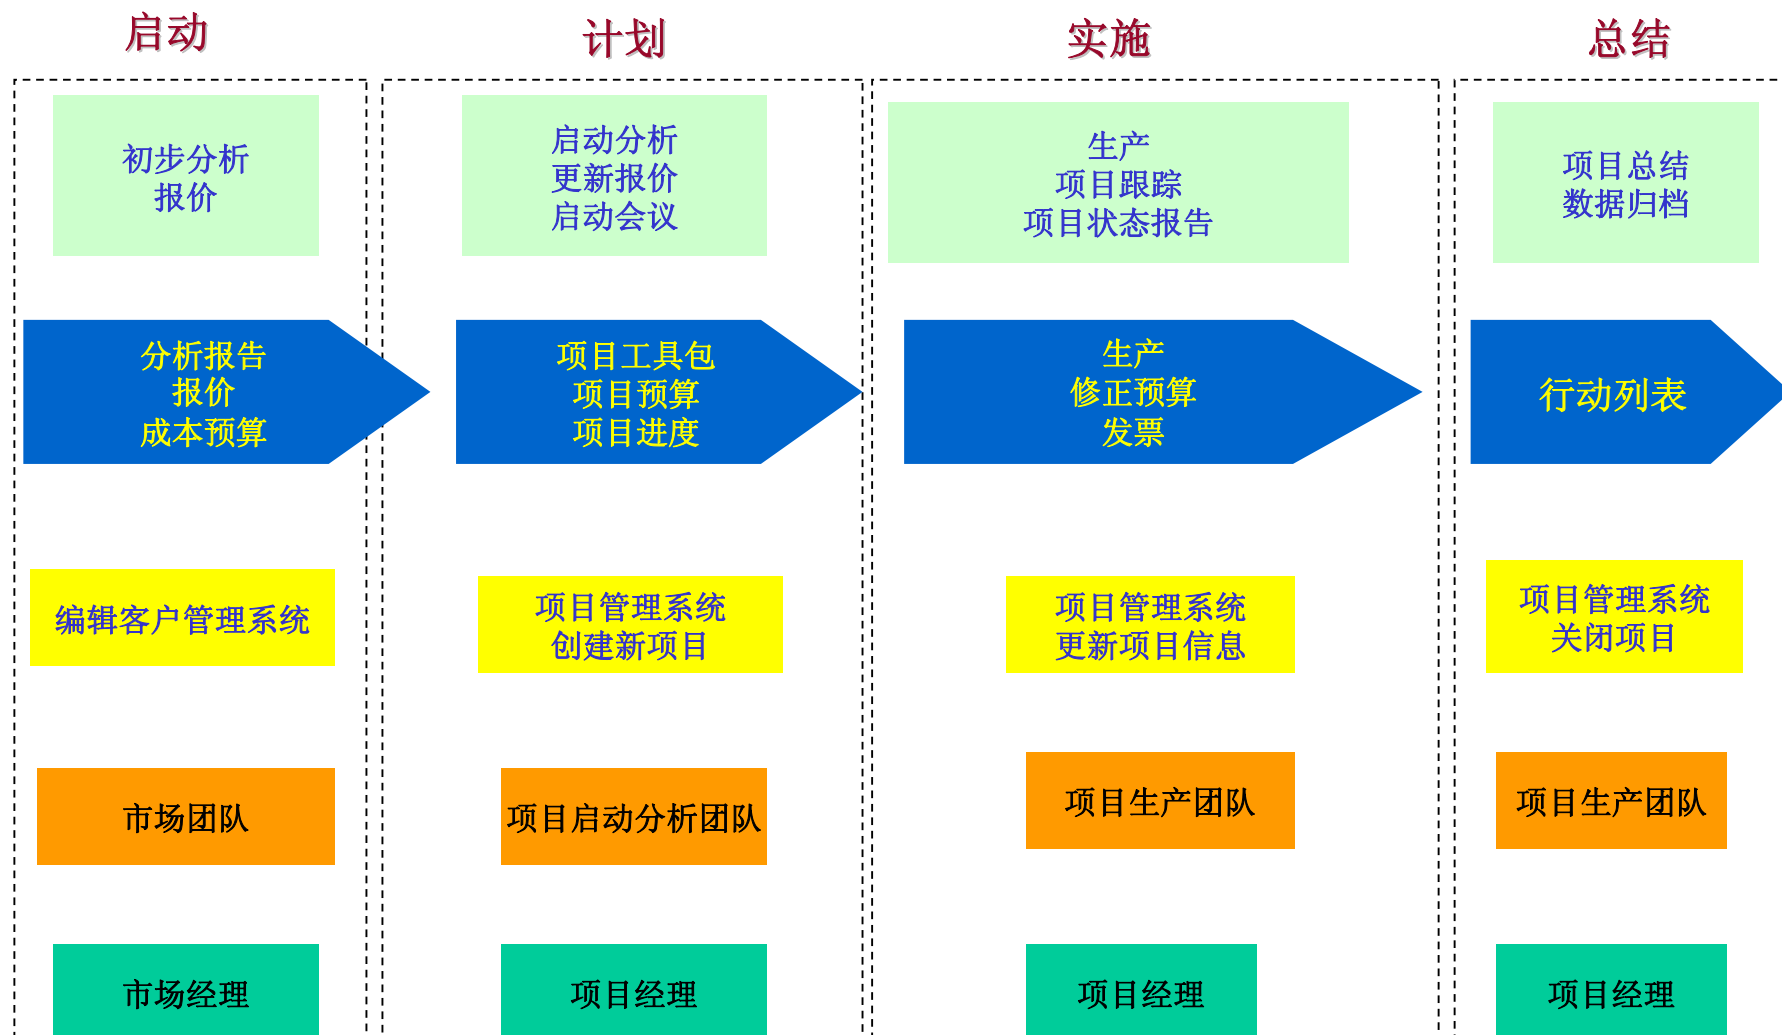 启动
计划
实施
总结
初步分析
报价
启动分析
更新报价
启动会议
生产
项目跟踪
项目状态报告
项目总结
数据归档
分析报告
报价
成本预算
项目工具包
项目预算
项目进度
生产
修正预算
发票
行动列表
编辑客户管理系统
项目管理系统
创建新项目
项目管理系统
更新项目信息
项目管理系统
关闭项目
市场团队
项目启动分析团队
项目生产团队
项目生产团队
市场经理
项目经理
项目经理
项目经理